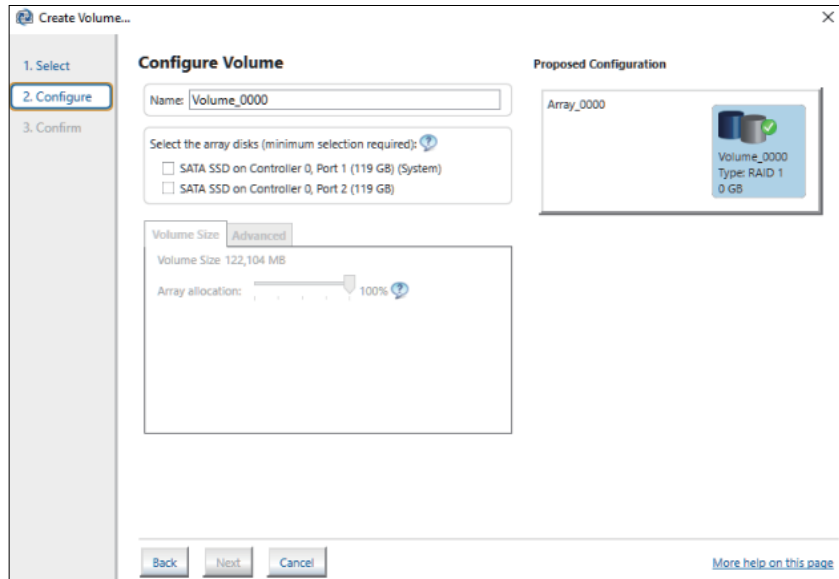 Create Volume...
1. Select
2. Configure
3. Confirm
Configure Volume
Name: Volume_0000
Select the array disks (minimum selection required):
SATA SSD on Controller 0, Port 1 (119 GB) (System)
SATA SSD on Controller 0, Port 2 (119 GB)
Volume Size Advanced
Volume Size 122,104 MB
Array allocation: 100%
Proposed Configuration
Array_0000
Volume_0000
Type: RAID 1
0 GB
Back Next Cancel
More help on this page